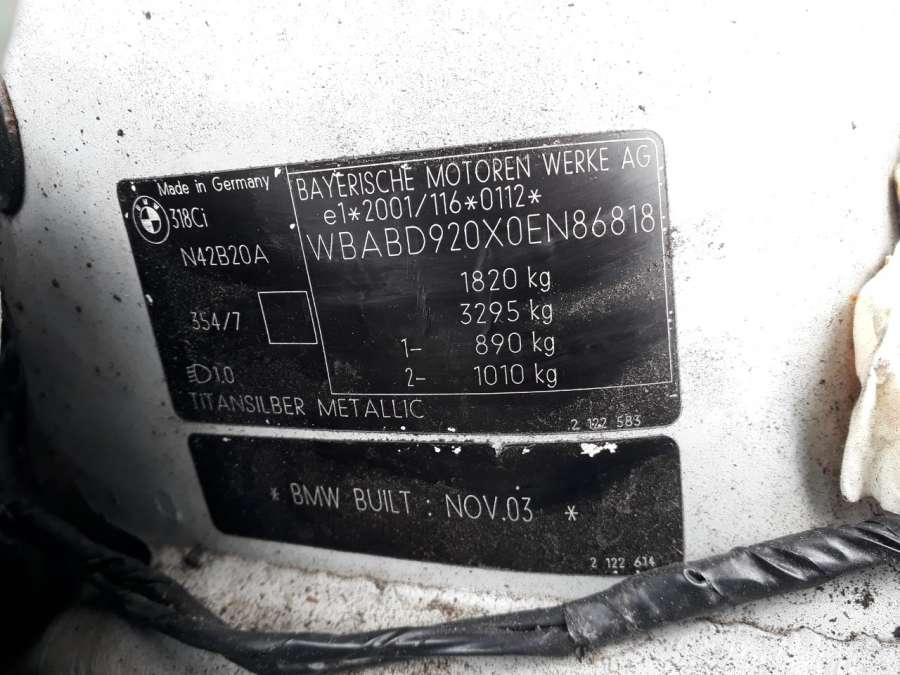 Made in Germany
BMW
318Ci
N42B20A
354/7
1.0
TITANSILBER METALLIC
BAYERISCHE MOTOREN WERKE AG
e1*2001/116*0112*
WBABD920X0EN86818
1820 kg
3295 kg
1- 890 kg
2- 1010 kg
2 122 583
* BMW BUILT : NOV.03 *
2 122 614